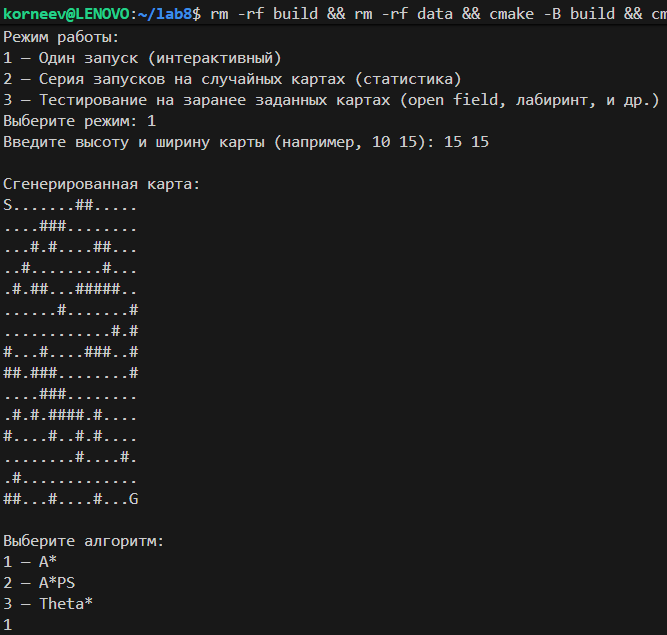 korneev@LENOVO:~/lab8$ rm -rf build && rm -rf data && cmake -B build && cm
Режим работы:
1 — Один запуск (интерактивный)
2 — Серия запусков на случайных картах (статистика)
3 — Тестирование на заранее заданных картах (open field, лабиринт, и др.)
Выберите режим: 1
Введите высоту и ширину карты (например, 10 15): 15 15
Сгенерированная карта:
S.......##.....
....###........
...#.#....##...
..#........#...
.#.##...#####..
......#.......#
............#.#
#...#....###..#
##.###........#
....###........
.#.#.####.#....
#....#..#.#....
........#....#.
.#.............
##...#....#...G
Выберите алгоритм:
1 — A*
2 — A*PS
3 — Theta*
1